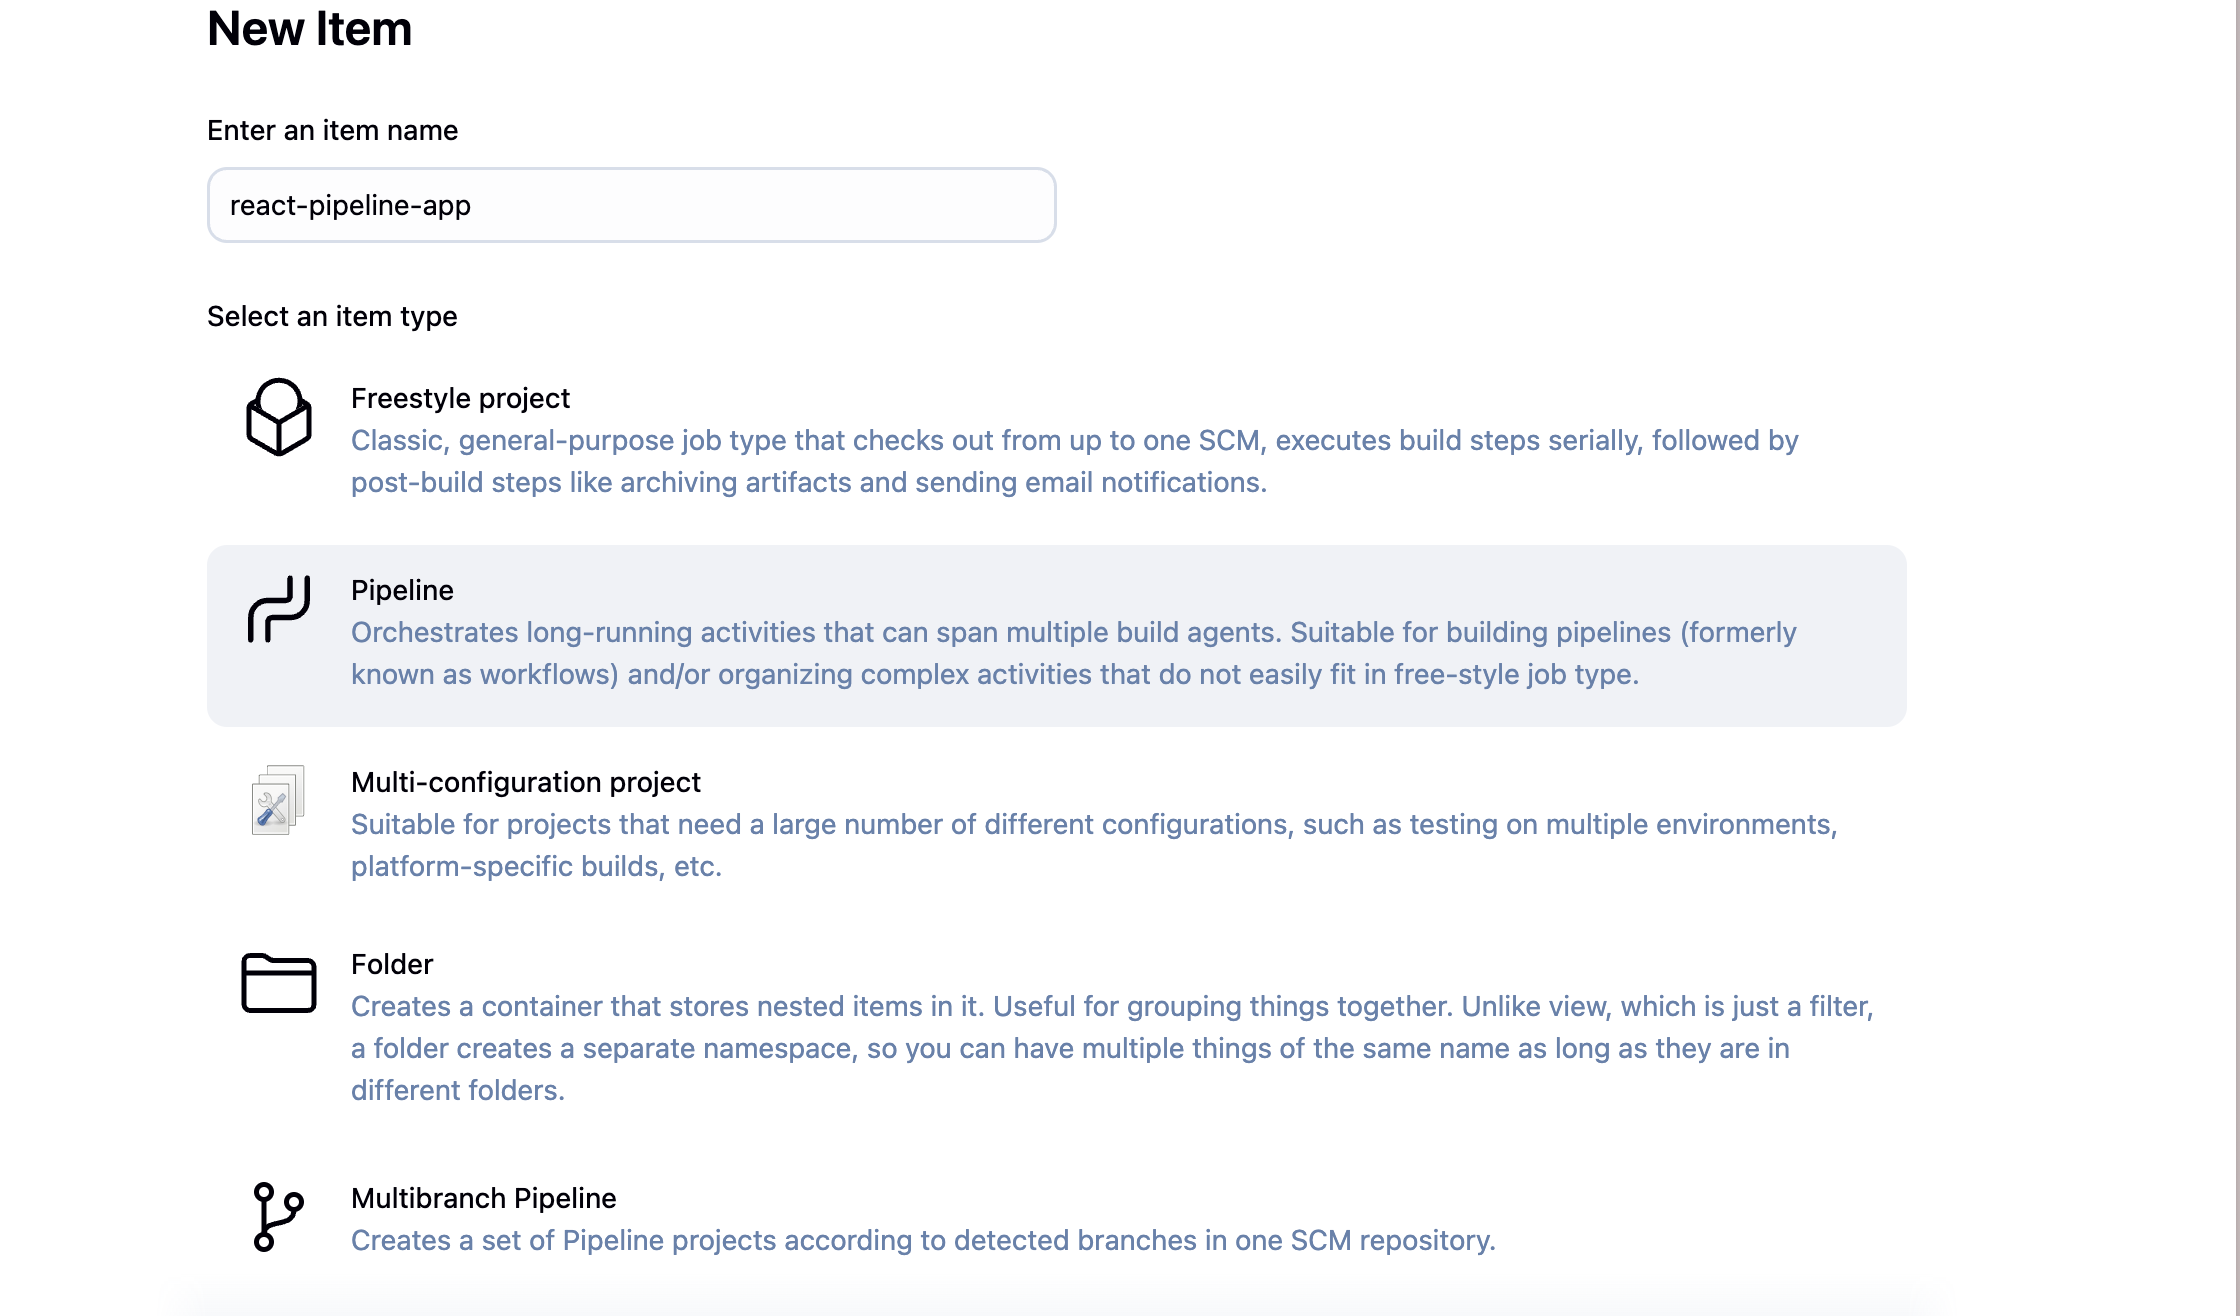 New Item
Enter an item name
react-pipeline-app
Select an item type
Freestyle project
Classic, general-purpose job type that checks out from up to one SCM, executes build steps serially, followed by
post-build steps like archiving artifacts and sending email notifications.
Pipeline
Orchestrates long-running activities that can span multiple build agents. Suitable for building pipelines (formerly
known as workflows) and/or organizing complex activities that do not easily fit in free-style job type.
Multi-configuration project
Suitable for projects that need a large number of different configurations, such as testing on multiple environments,
platform-specific builds, etc.
Folder
Creates a container that stores nested items in it. Useful for grouping things together. Unlike view, which is just a filter,
a folder creates a separate namespace, so you can have multiple things of the same name as long as they are in
different folders.
Multibranch Pipeline
Creates a set of Pipeline projects according to detected branches in one SCM repository.